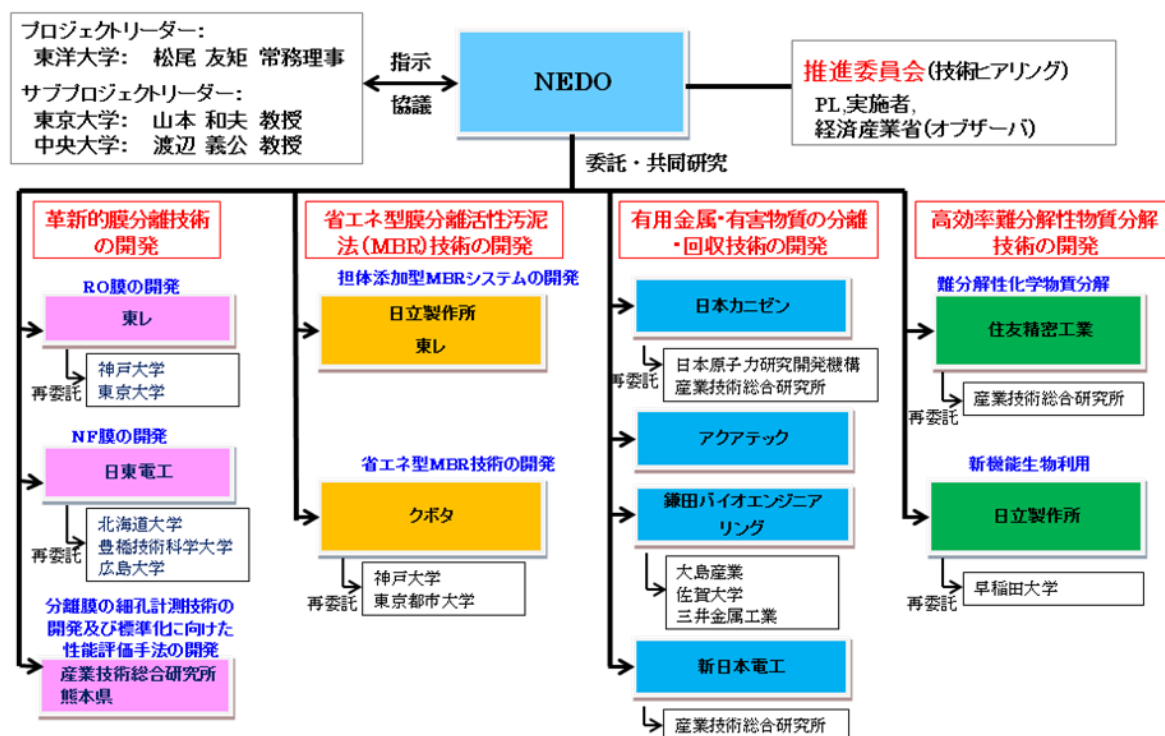 プロジェクトリーダー:
東洋大学: 松尾 友矩 常務理事
サブプロジェクトリーダー:
東京大学: 山本 和夫 教授
中央大学: 渡辺 義公 教授
指示
協議
NEDO
推進委員会(技術ヒアリング)
PL,実施者,
経済産業省(オブザーバ)
委託・共同研究
革新的膜分離技術
の開発
RO膜の開発
東レ
再委託
神戸大学
東京大学
NF膜の開発
日東電工
再委託
北海道大学
豊橋技術科学大学
広島大学
分離膜の細孔計測技術の
開発及び標準化に向けた
性能評価手法の開発
産業技術総合研究所
熊本県
省エネ型膜分離活性汚泥
法(MBR)技術の開発
担体添加型MBRシステムの開発
日立製作所
東レ
省エネ型MBR技術の開発
クボタ
再委託
神戸大学
東京都市大学
有用金属・有害物質の分離
・回収技術の開発
日本カニゼン
再委託
日本原子力研究開発機構
産業技術総合研究所
アクアテック
鎌田バイオエンジニア
リング
大島産業
佐賀大学
三井金属工業
新日本電工
産業技術総合研究所
高効率難分解性物質分解
技術の開発
難分解性化学物質分解
住友精密工業
再委託
産業技術総合研究所
新機能生物利用
日立製作所
再委託
早稲田大学